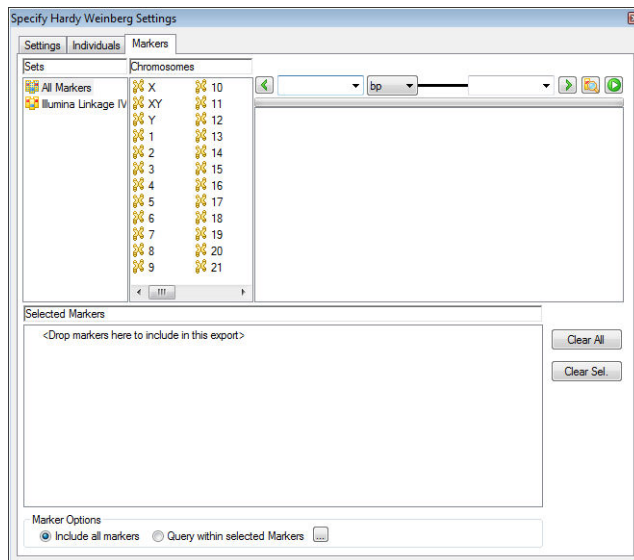 Specify Hardy Weinberg Settings
Settings Individuals Markers
Sets
Chromosomes
All Markers
Illumina Linkage IV
X
XY
Y
1
2
3
4
5
6
7
8
9
10
11
12
13
14
15
16
17
18
19
20
21
bp
Selected Markers
<Drop markers here to include in this export>
Clear All
Clear Sel.
Marker Options
Include all markers Query within selected Markers ...